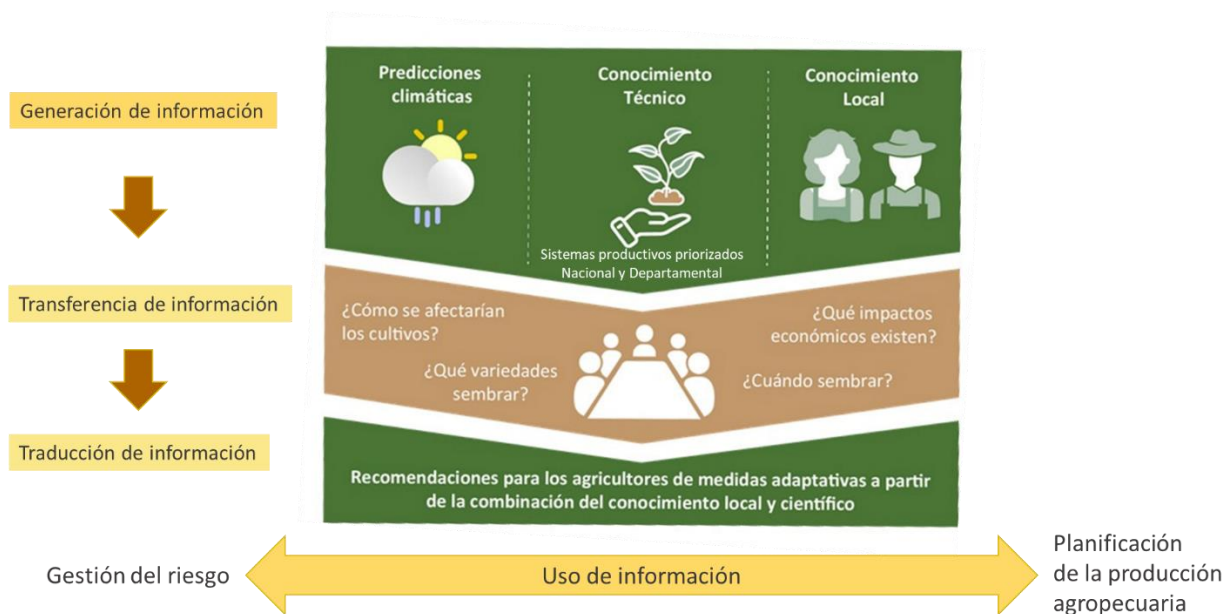 Generación de información
Predicciones
climáticas
Conocimiento
Técnico
Conocimiento
Local
Sistemas productivos priorizados
Nacional y Departamental
Transferencia de información
¿Cómo se afectarían
los cultivos?
¿Qué variedades
sembrar?
¿Qué impactos
económicos existen?
¿Cuándo sembrar?
Traducción de información
Recomendaciones para los agricultores de medidas adaptativas a partir
de la combinación del conocimiento local y científico
Gestión del riesgo
Uso de información
Planificación
de la producción
agropecuaria